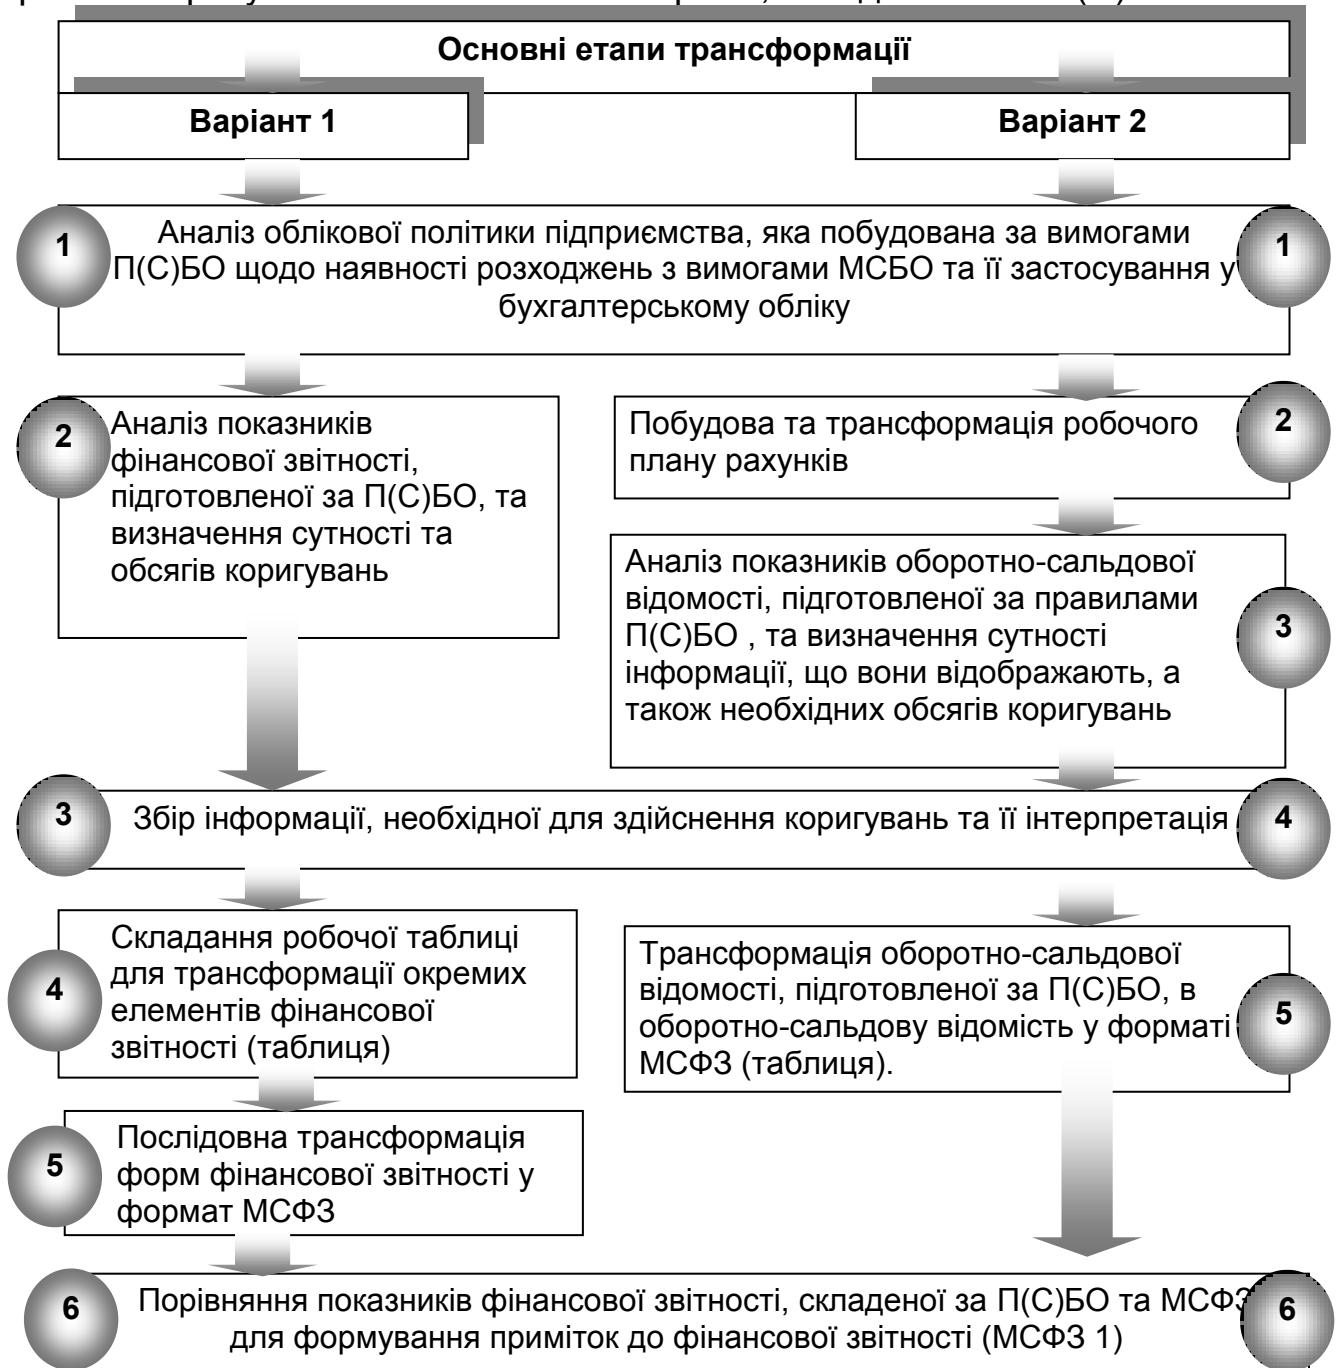 Основні етапи трансформації
Варіант 1
Варіант 2
1
Аналіз облікової політики підприємства, яка побудована за вимогами
П(С)БО щодо наявності розходжень з вимогами МСБО та її застосування у
бухгалтерському обліку
1
2
Аналіз показників
фінансової звітності,
підготовленої за П(С)БО, та
визначення сутності та
обсягів коригувань
Побудова та трансформація робочого
плану рахунків
2
Аналіз показників оборотно-сальдової
відомості, підготовленої за правилами
П(С)БО , та визначення сутності
інформації, що вони відображають, а
також необхідних обсягів коригувань
3
3
Збір інформації, необхідної для здійснення коригувань та її інтерпретація
4
4
Складання робочої таблиці
для трансформації окремих
елементів фінансової
звітності (таблиця)
Трансформація оборотно-сальдової
відомості, підготовленої за П(С)БО, в
оборотно-сальдову відомість у форматі
МСФЗ (таблиця).
5
5
Послідовна трансформація
форм фінансової звітності у
формат МСФЗ
6
Порівняння показників фінансової звітності, складеної за П(С)БО та МСФЗ
для формування приміток до фінансової звітності (МСФЗ 1)
6